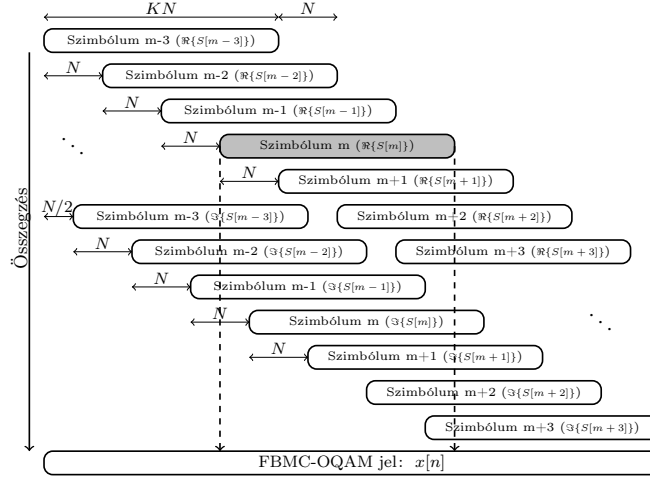 KN N
Szimbólum m-3 (ℜ{S[m − 3]})
N Szimbólum m-2 (ℜ{S[m − 2]})
N Szimbólum m-1 (ℜ{S[m − 1]})
N Szimbólum m (ℜ{S[m]})
N Szimbólum m+1 (ℜ{S[m + 1]})
N/2 Szimbólum m-3 (ℑ{S[m − 3]}) Szimbólum m+2 (ℜ{S[m + 2]})
N Szimbólum m-2 (ℑ{S[m − 2]}) Szimbólum m+3 (ℜ{S[m + 3]})
N Szimbólum m-1 (ℑ{S[m − 1]})
N Szimbólum m (ℑ{S[m]})
N Szimbólum m+1 (ℑ{S[m + 1]})
Szimbólum m+2 (ℑ{S[m + 2]})
Szimbólum m+3 (ℑ{S[m + 3]})
Összegzés
FBMC-OQAM jel: x[n]